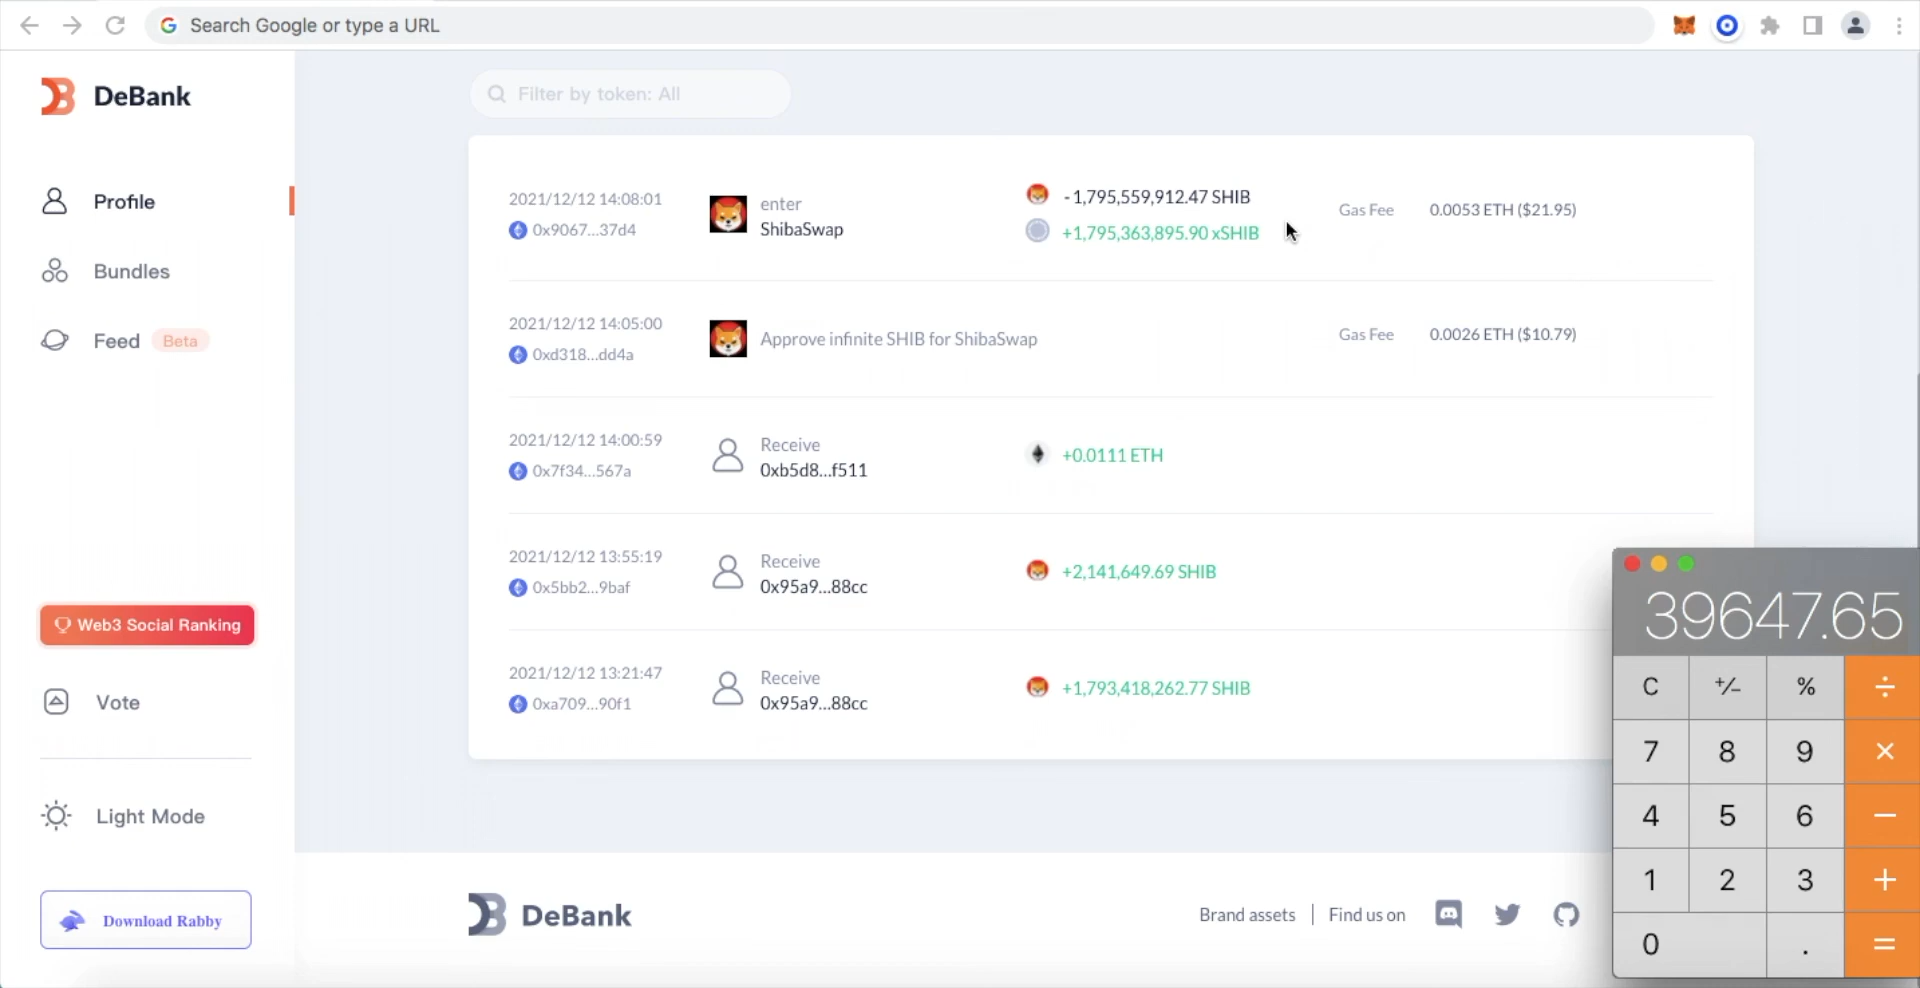 Search Google or type a URL
DeBank
Filter by token: All
Profile
Bundles
Feed Beta
Web3 Social Ranking
Vote
Light Mode
Download Rabby
2021/12/12 14:08:01
0x9067...37d4
enter
ShibaSwap
-1,795,559,912.47 SHIB
+1,795,363,895.90 xSHIB
Gas Fee 0.0053 ETH ($21.95)
2021/12/12 14:05:00
0xd318...dd4a
Approve infinite SHIB for ShibaSwap
Gas Fee 0.0026 ETH ($10.79)
2021/12/12 14:00:59
0x7f34...567a
Receive
0xb5d8...f511
+0.0111 ETH
2021/12/12 13:55:19
0x5bb2...9baf
Receive
0x95a9...88cc
+2,141,649.69 SHIB
2021/12/12 13:21:47
0xa709...90f1
Receive
0x95a9...88cc
+1,793,418,262.77 SHIB
DeBank
Brand assets | Find us on
39647.65
C +/- % ÷
7 8 9 ×
4 5 6 −
1 2 3 +
0 . =